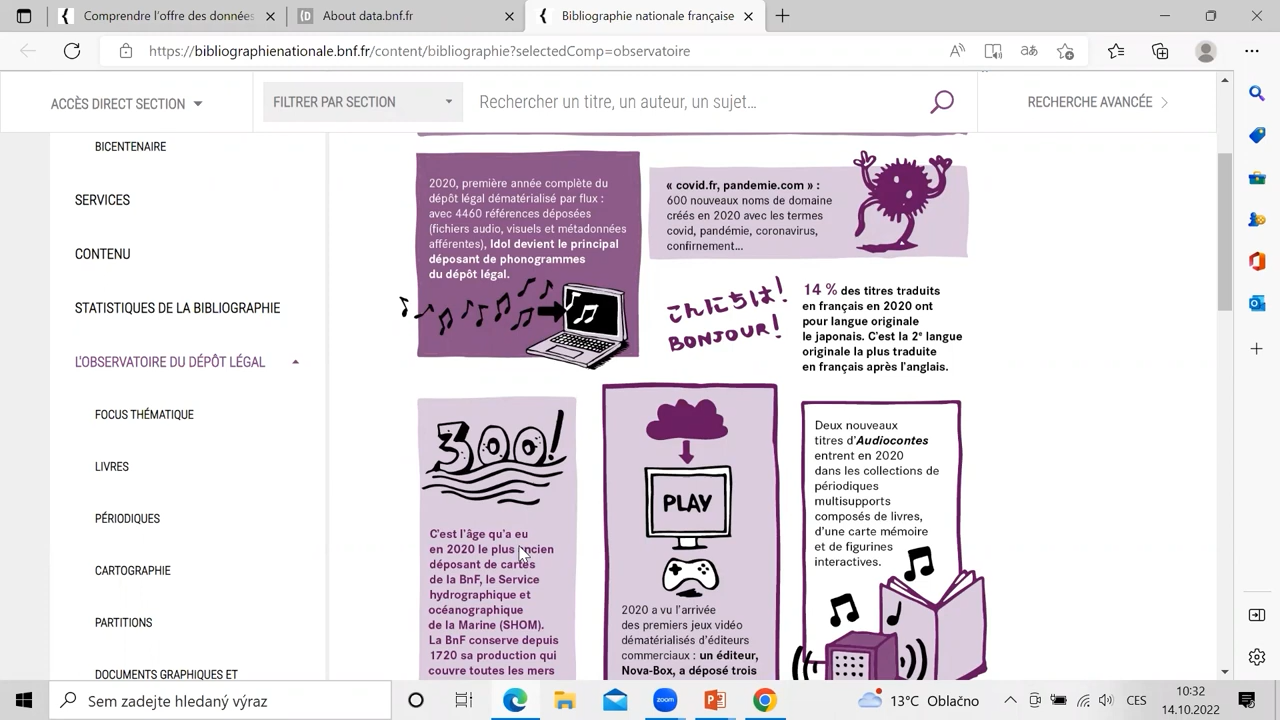 Comprendre l'offre des données
About data.bnf.fr
Bibliographie nationale française
https://bibliographienationale.bnf.fr/content/bibliographie?selectedComp=observatoire
ACCÈS DIRECT SECTION
FILTRER PAR SECTION
Rechercher un titre, un auteur, un sujet...
RECHERCHE AVANCÉE
BICENTENAIRE
SERVICES
CONTENU
STATISTIQUES DE LA BIBLIOGRAPHIE
L'OBSERVATOIRE DU DÉPÔT LÉGAL
FOCUS THÉMATIQUE
LIVRES
PÉRIODIQUES
CARTOGRAPHIE
PARTITIONS
DOCUMENTS GRAPHIQUES ET
2020, première année complète du
dépôt légal dématérialisé par flux :
avec 4460 références déposées
(fichiers audio, visuels et métadonnées
afférentes), Idol devient le principal
déposant de phonogrammes
du dépôt légal.
« covid.fr, pandemie.com » :
600 nouveaux noms de domaine
créés en 2020 avec les termes
covid, pandémie, coronavirus,
confinement...
こんにちは!
BONJOUR!
14 % des titres traduits
en français en 2020 ont
pour langue originale
le japonais. C'est la 2e langue
originale la plus traduite
en français après l'anglais.
300!
C'est l'âge qu'a eu
en 2020 le plus ancien
déposant de cartes
de la BnF, le Service
hydrographique et
océanographique
de la Marine (SHOM).
La BnF conserve depuis
1720 sa production qui
couvre toutes les mers
PLAY
2020 a vu l'arrivée
des premiers jeux vidéo
dématérialisés d'éditeurs
commerciaux : un éditeur,
Nova-Box, a déposé trois
Deux nouveaux
titres d'Audiocontes
entrent en 2020
dans les collections de
périodiques
multisupports
composés de livres,
d'une carte mémoire
et de figurines
interactives.
Sem zadejte hledaný výraz
zoom
13°C Oblačno
CES
10:32
14.10.2022